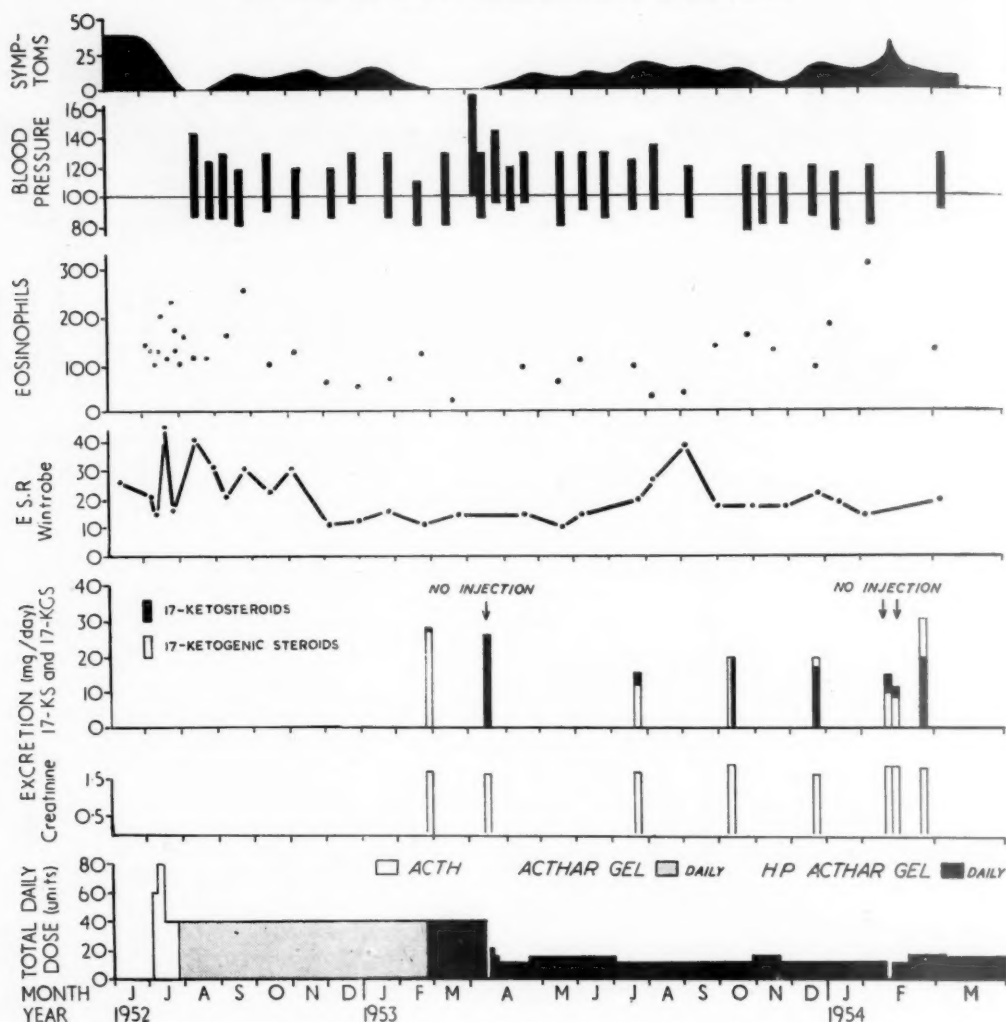 SYMP-
TOMS
50
25
0
BLOOD
PRESSURE
160
140
120
100
80
EOSINOPHILS
300
200
100
0
E S.R
Wintrobe
40
30
20
10
0
NO INJECTION
NO INJECTION
17-KETOSTEROIDS
17-KETOGENIC STEROIDS
EXCRETION (mg/day)
17-KS and 17-KGS
40
30
20
10
0
Creatinine
1·5
0·5
ACTH ACTHAR GEL DAILY HP ACTHAR GEL DAILY
TOTAL DAILY
DOSE (units)
80
60
40
20
0
MONTH J J A S O N D J F M A M J J A S O N D J F M
YEAR 1952 1953 1954